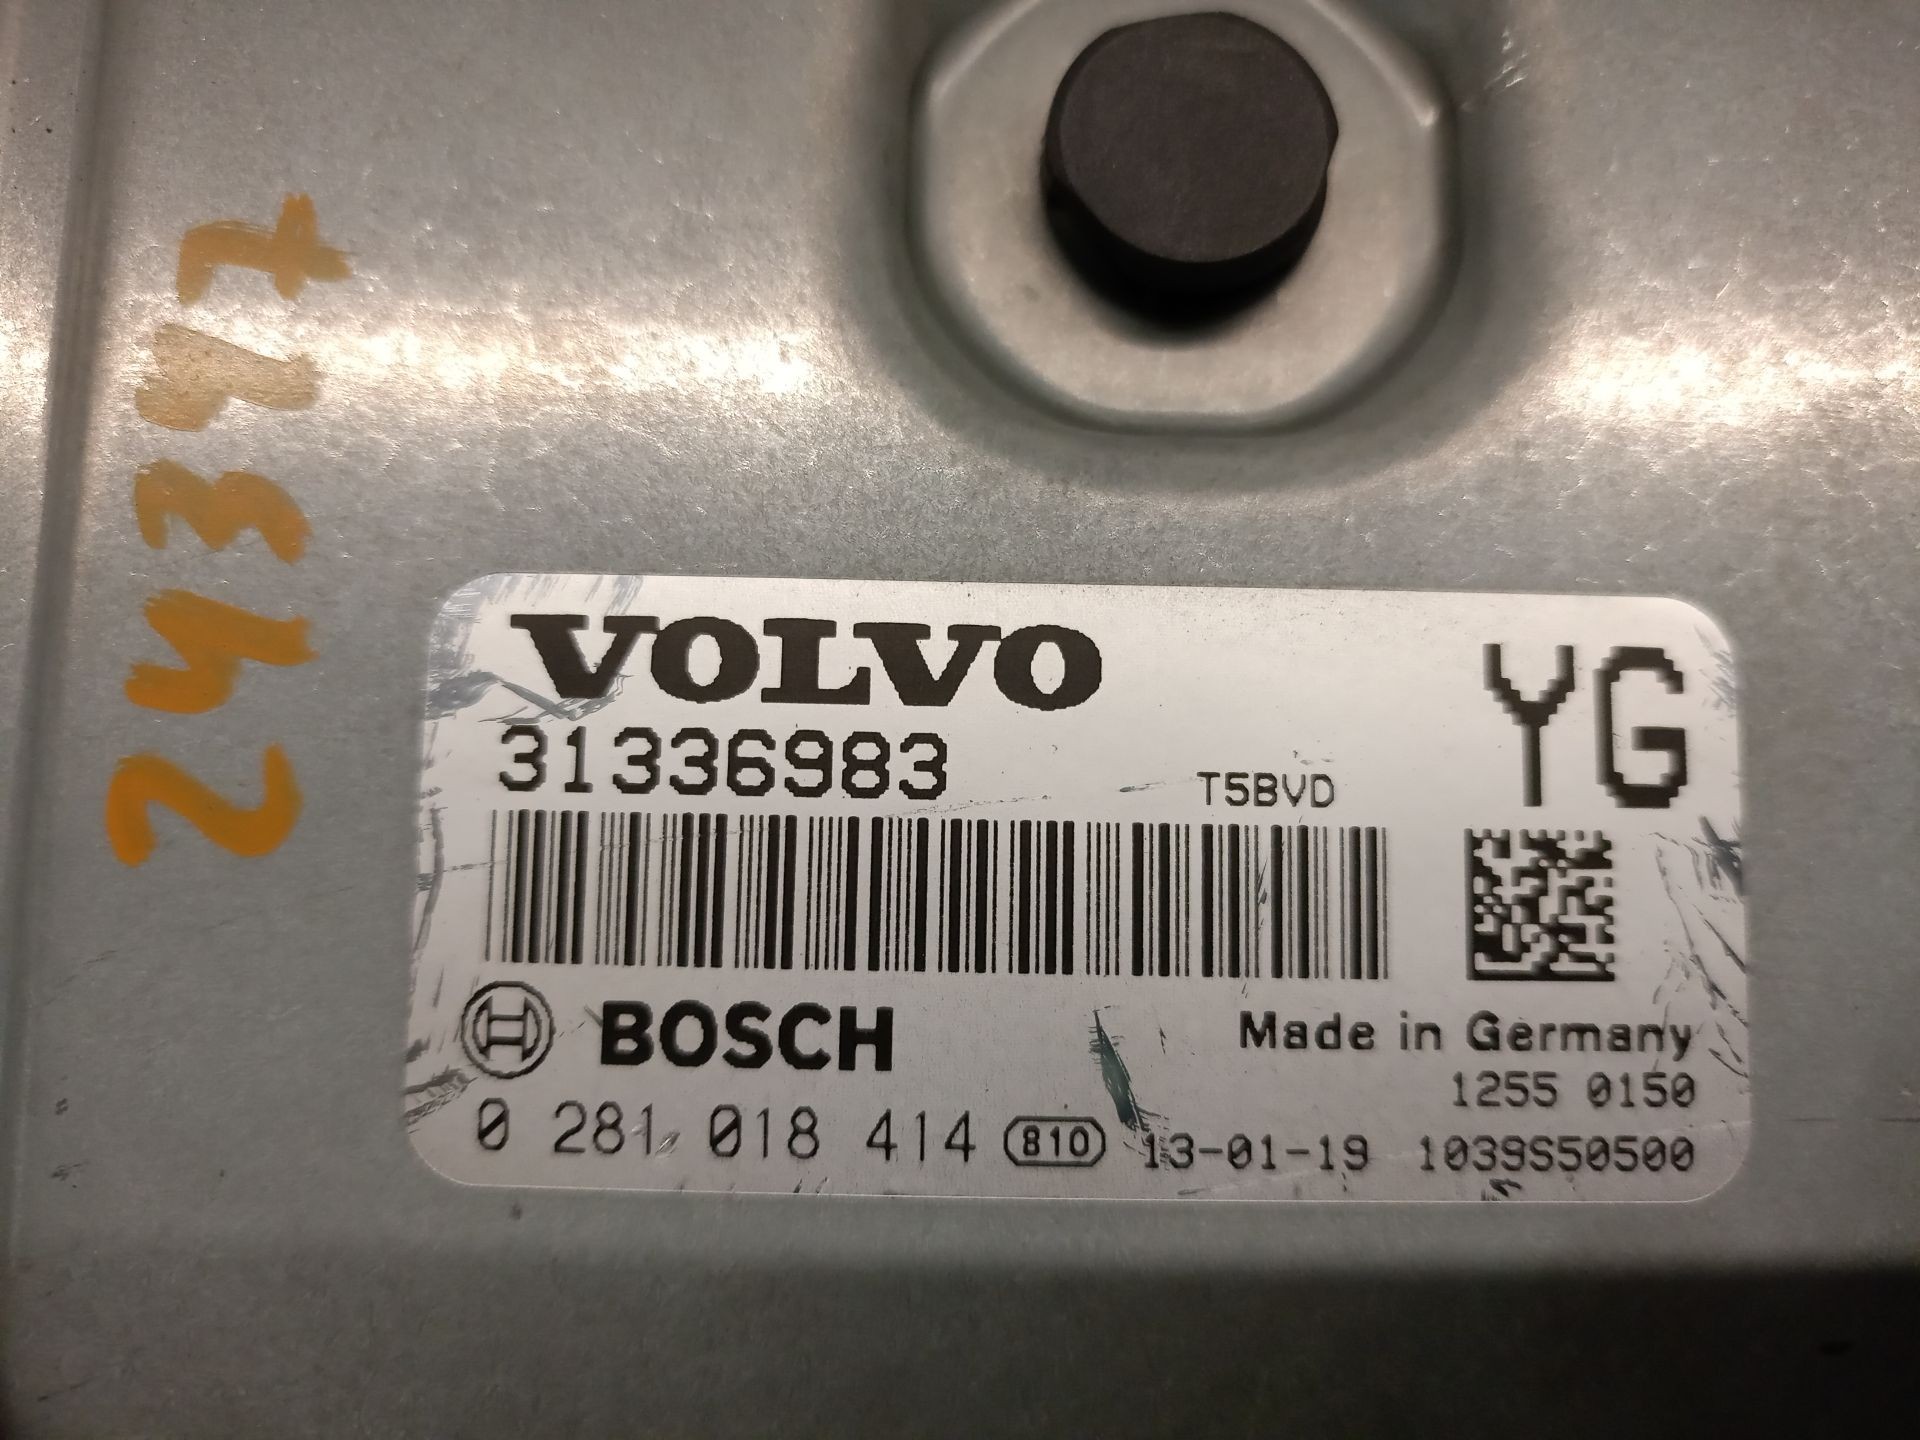 24337
VOLVO
YG
31336983
T5BVD
BOSCH
Made in Germany
1255 0150
0 281 018 414 810 13-01-19 1039S50500